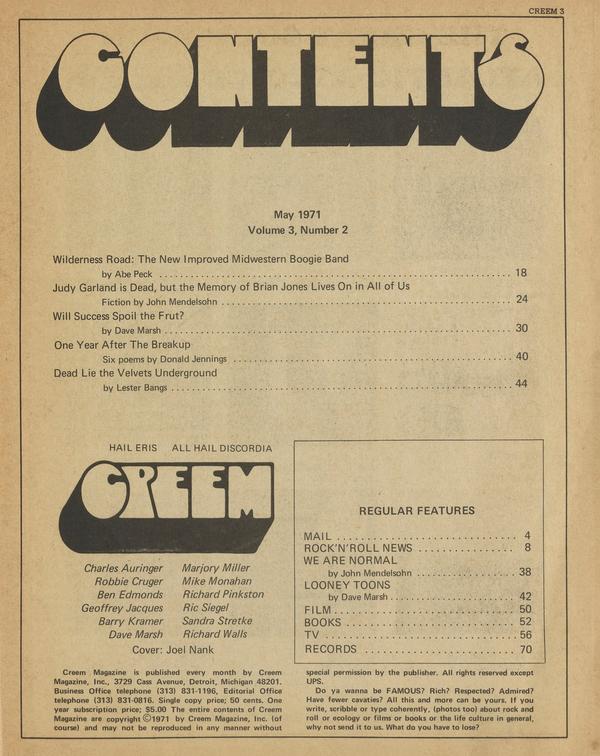 CREEM 3
CONTENTS
May 1971
Volume 3, Number 2
Wilderness Road: The New Improved Midwestern Boogie Band
by Abe Peck ........ 18
Judy Garland is Dead, but the Memory of Brian Jones Lives On in All of Us
Fiction by John Mendelsohn ........ 24
Will Success Spoil the Frut?
by Dave Marsh ........ 30
One Year After The Breakup
Six poems by Donald Jennings ........ 40
Dead Lie the Velvets Underground
by Lester Bangs ........ 44
HAIL ERIS ALL HAIL DISCORDIA
CREEM
Charles Auringer Marjory Miller
Robbie Cruger Mike Monahan
Ben Edmonds Richard Pinkston
Geoffrey Jacques Ric Siegel
Barry Kramer Sandra Stretke
Dave Marsh Richard Walls
Cover: Joel Nank
REGULAR FEATURES
MAIL ........ 4
ROCK'N'ROLL NEWS ........ 8
WE ARE NORMAL
by John Mendelsohn ........ 38
LOONEY TOONS
by Dave Marsh ........ 42
FILM ........ 50
BOOKS ........ 52
TV ........ 56
RECORDS ........ 70
Creem Magazine is published every month by Creem
Magazine, Inc., 3729 Cass Avenue, Detroit, Michigan 48201.
Business Office telephone (313) 831-1196, Editorial Office
telephone (313) 831-0816. Single copy price; 50 cents. One
year subscription price; $5.00 The entire contents of Creem
Magazine are copyright ©1971 by Creem Magazine, Inc. (of
course) and may not be reproduced in any manner without
special permission by the publisher. All rights reserved except
UPS.
Do ya wanna be FAMOUS? Rich? Respected? Admired?
Have fewer cavaties? All this and more can be yours. If you
write, scribble or type coherently, (photos too) about rock and
roll or ecology or films or books or the life culture in general,
why not send it to us. What do you have to lose?